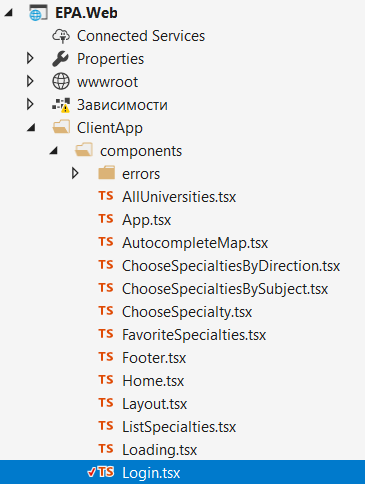 EPA.Web
Connected Services
Properties
wwwroot
Зависимости
ClientApp
components
errors
TS AllUniversities.tsx
TS App.tsx
TS AutocompleteMap.tsx
TS ChooseSpecialtiesByDirection.tsx
TS ChooseSpecialtiesBySubject.tsx
TS ChooseSpecialty.tsx
TS FavoriteSpecialties.tsx
TS Footer.tsx
TS Home.tsx
TS Layout.tsx
TS ListSpecialties.tsx
TS Loading.tsx
TS Login.tsx